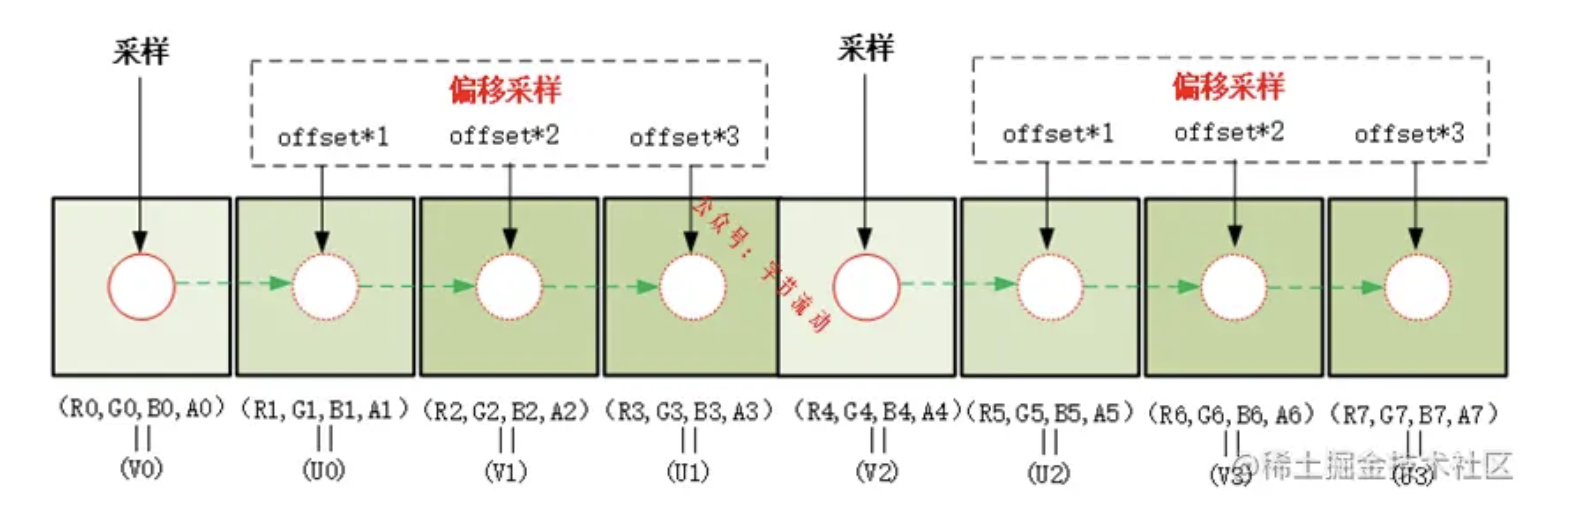 采样
偏移采样
offset*1 offset*2 offset*3
采样
偏移采样
offset*1 offset*2 offset*3
公众号：字节流动
(R0,G0,B0,A0) (R1,G1,B1,A1) (R2,G2,B2,A2) (R3,G3,B3,A3) (R4,G4,B4,A4) (R5,G5,B5,A5) (R6,G6,B6,A6) (R7,G7,B7,A7)
(V0) (U0) (V1) (U1) (V2) (U2) (V3) (U3)
@稀土掘金技术社区